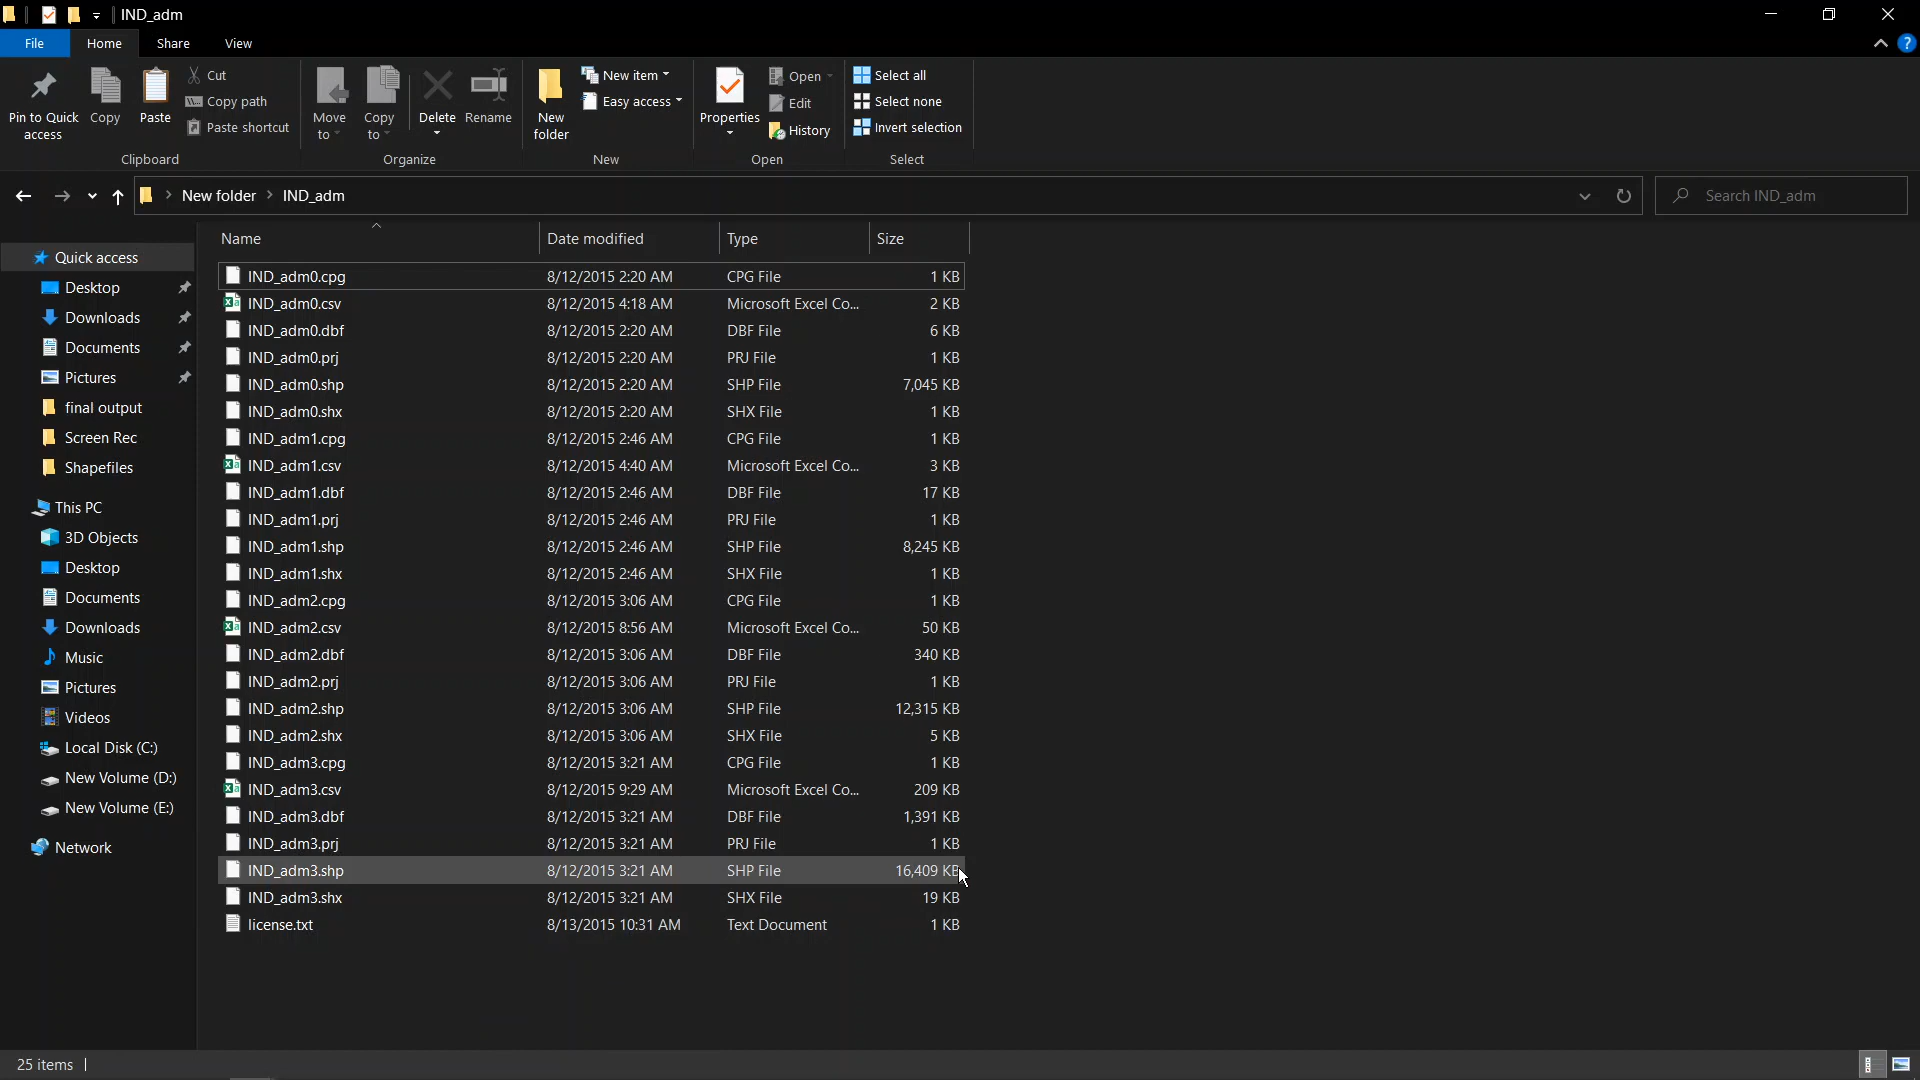 IND_adm
File Home Share View
Pin to Quick access
Copy
Paste
Cut
Copy path
Paste shortcut
Clipboard
Move to
Copy to
Delete
Rename
Organize
New folder
New item
Easy access
New
Properties
Open
Edit
History
Open
Select all
Select none
Invert selection
Select
New folder IND_adm
Search IND_adm
Quick access
Desktop
Downloads
Documents
Pictures
final output
Screen Rec
Shapefiles
This PC
3D Objects
Desktop
Documents
Downloads
Music
Pictures
Videos
Local Disk (C:)
New Volume (D:)
New Volume (E:)
Network
Name Date modified Type Size
IND_adm0.cpg 8/12/2015 2:20 AM CPG File 1 KB
IND_adm0.csv 8/12/2015 4:18 AM Microsoft Excel Co... 2 KB
IND_adm0.dbf 8/12/2015 2:20 AM DBF File 6 KB
IND_adm0.prj 8/12/2015 2:20 AM PRJ File 1 KB
IND_adm0.shp 8/12/2015 2:20 AM SHP File 7,045 KB
IND_adm0.shx 8/12/2015 2:20 AM SHX File 1 KB
IND_adm1.cpg 8/12/2015 2:46 AM CPG File 1 KB
IND_adm1.csv 8/12/2015 4:40 AM Microsoft Excel Co... 3 KB
IND_adm1.dbf 8/12/2015 2:46 AM DBF File 17 KB
IND_adm1.prj 8/12/2015 2:46 AM PRJ File 1 KB
IND_adm1.shp 8/12/2015 2:46 AM SHP File 8,245 KB
IND_adm1.shx 8/12/2015 2:46 AM SHX File 1 KB
IND_adm2.cpg 8/12/2015 3:06 AM CPG File 1 KB
IND_adm2.csv 8/12/2015 8:56 AM Microsoft Excel Co... 50 KB
IND_adm2.dbf 8/12/2015 3:06 AM DBF File 340 KB
IND_adm2.prj 8/12/2015 3:06 AM PRJ File 1 KB
IND_adm2.shp 8/12/2015 3:06 AM SHP File 12,315 KB
IND_adm2.shx 8/12/2015 3:06 AM SHX File 5 KB
IND_adm3.cpg 8/12/2015 3:21 AM CPG File 1 KB
IND_adm3.csv 8/12/2015 9:29 AM Microsoft Excel Co... 209 KB
IND_adm3.dbf 8/12/2015 3:21 AM DBF File 1,391 KB
IND_adm3.prj 8/12/2015 3:21 AM PRJ File 1 KB
IND_adm3.shp 8/12/2015 3:21 AM SHP File 16,409 KB
IND_adm3.shx 8/12/2015 3:21 AM SHX File 19 KB
license.txt 8/13/2015 10:31 AM Text Document 1 KB
25 items